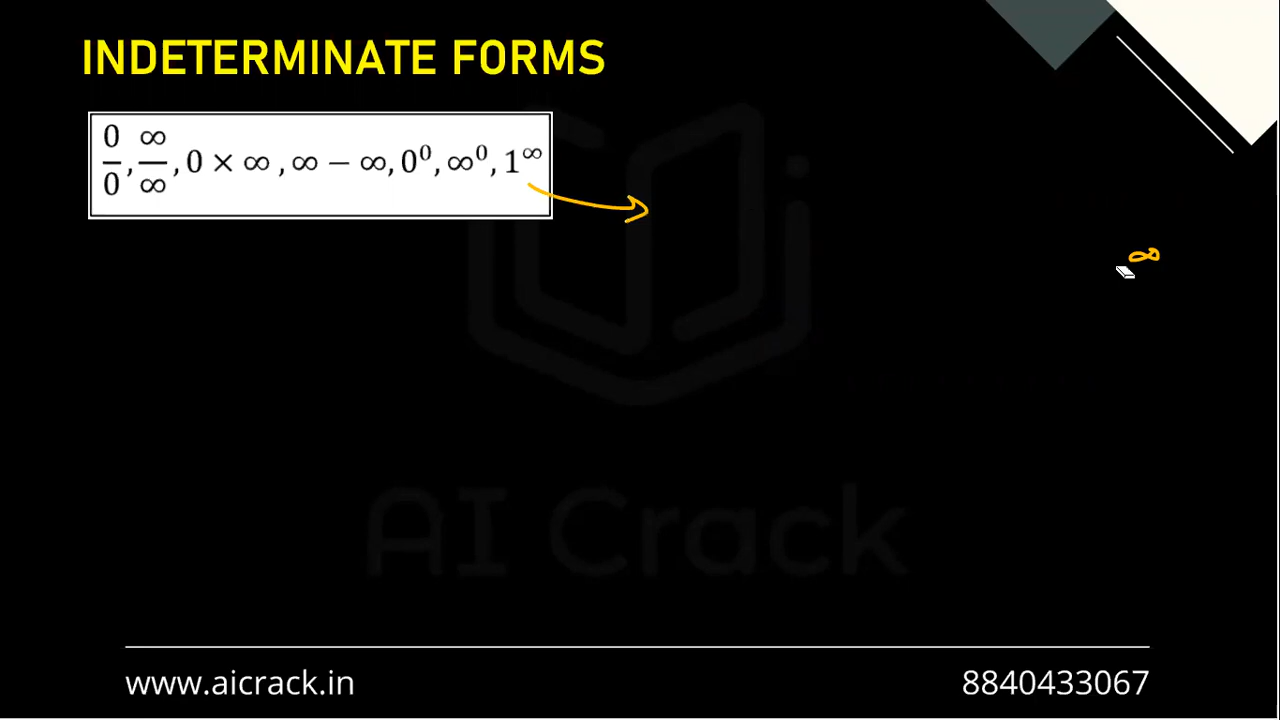 INDETERMINATE FORMS
0/0, ∞/∞, 0 × ∞ , ∞ − ∞, 0⁰, ∞⁰, 1^∞
∞
AI Crack
www.aicrack.in
8840433067